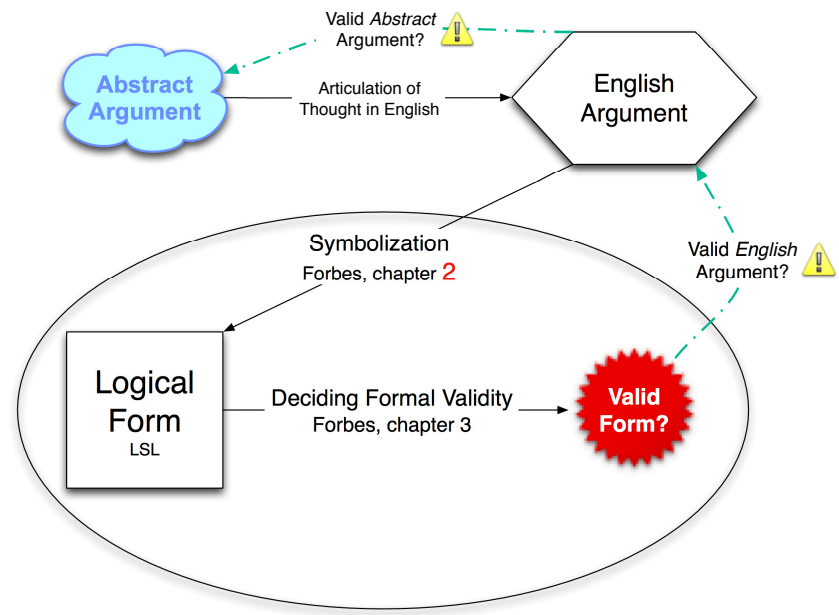 Valid Abstract
Argument?
Abstract
Argument
Articulation of
Thought in English
English
Argument
Symbolization
Forbes, chapter 2
Valid English
Argument?
Logical
Form
LSL
Deciding Formal Validity
Forbes, chapter 3
Valid
Form?